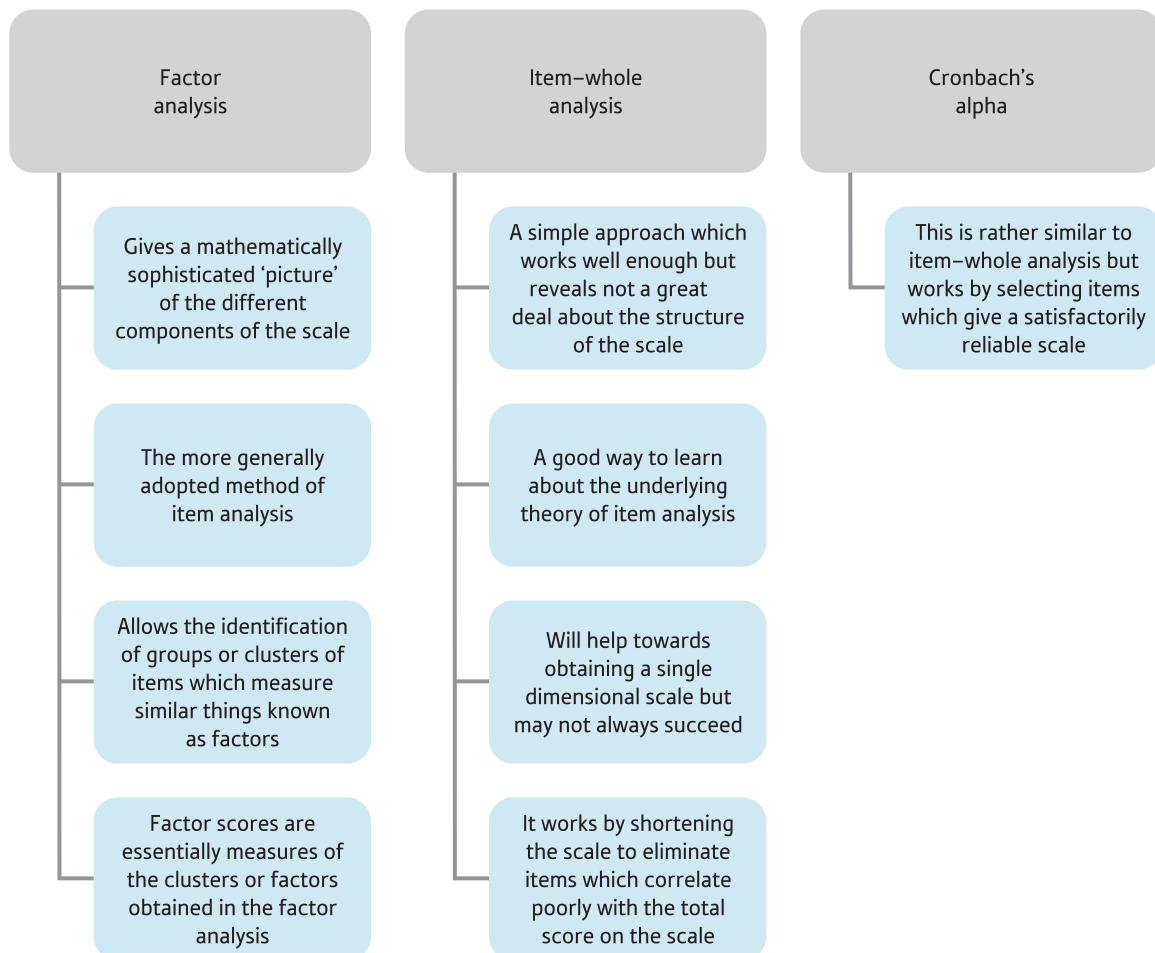 Factor
analysis
Gives a mathematically
sophisticated ‘picture’
of the different
components of the scale
The more generally
adopted method of
item analysis
Allows the identification
of groups or clusters of
items which measure
similar things known
as factors
Factor scores are
essentially measures of
the clusters or factors
obtained in the factor
analysis
Item–whole
analysis
A simple approach which
works well enough but
reveals not a great
deal about the structure
of the scale
A good way to learn
about the underlying
theory of item analysis
Will help towards
obtaining a single
dimensional scale but
may not always succeed
It works by shortening
the scale to eliminate
items which correlate
poorly with the total
score on the scale
Cronbach’s
alpha
This is rather similar to
item–whole analysis but
works by selecting items
which give a satisfactorily
reliable scale